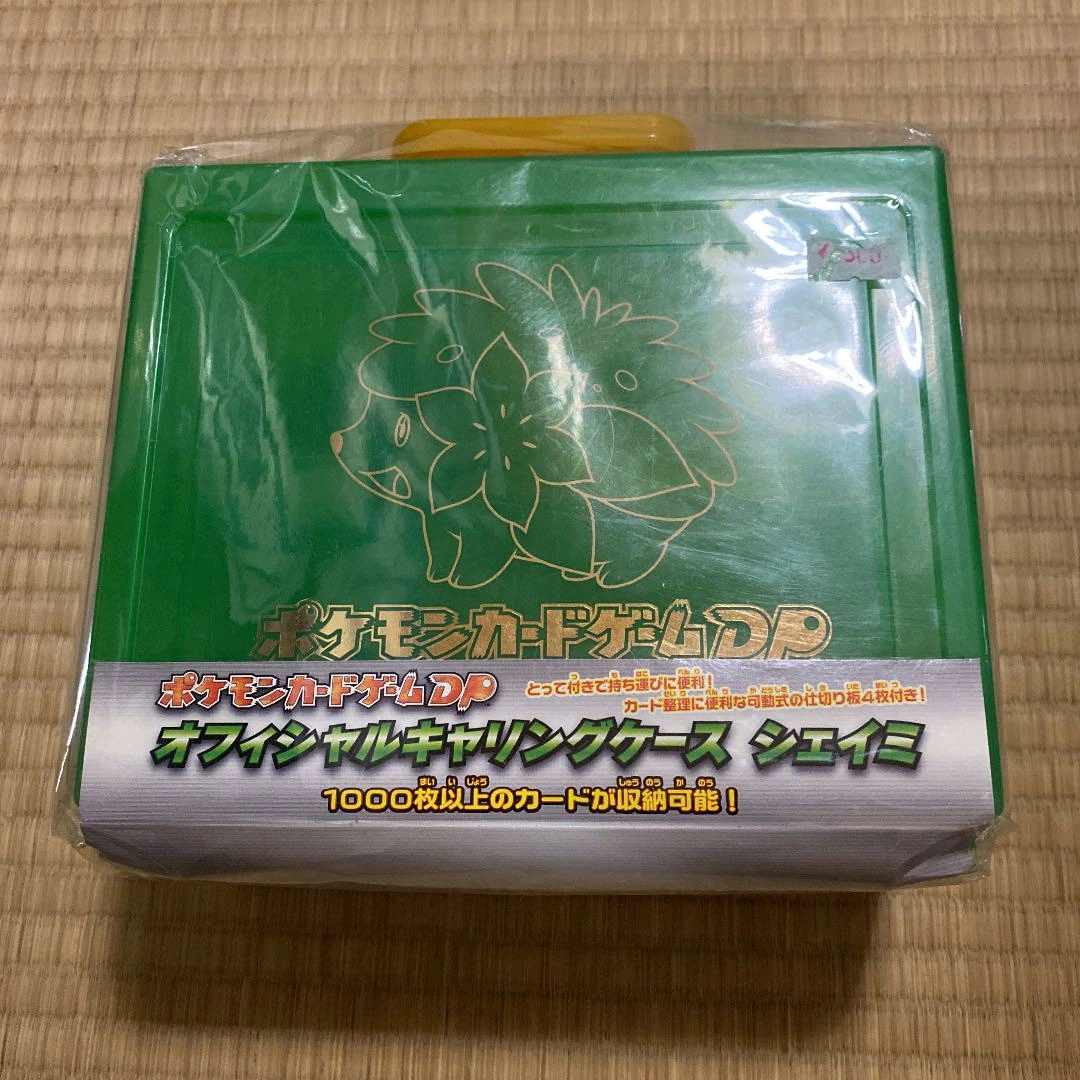 ポケモンカードゲームDP
ポケモンカードゲームDP
とって付きで持ち運びに便利!
カード整理に便利な可動式の仕切り板4枚付き!
オフィシャルキャリングケース シェイミ
1000枚以上のカードが収納可能!